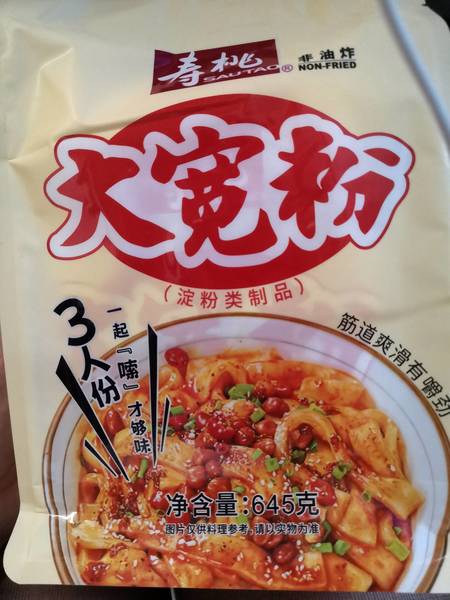 寿桃
SAUTAO®
非油炸
NON-FRIED
大宽粉
(淀粉类制品)
3人份
一起『嗦』才够味
筋道爽滑有嚼劲
净含量:645克
图片仅供料理参考,请以实物为准